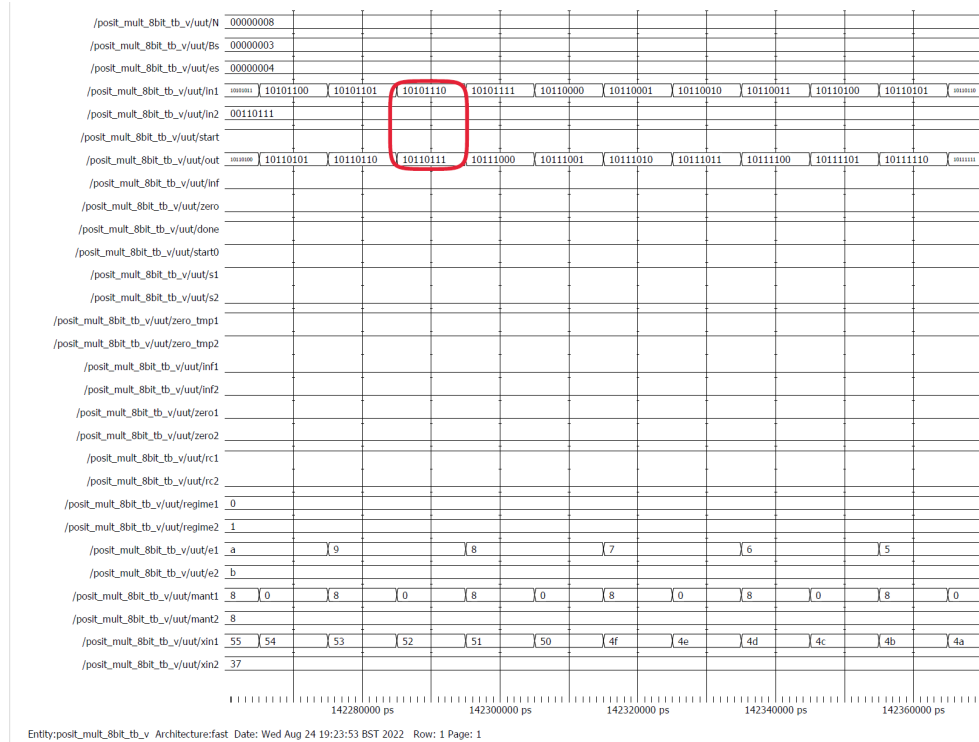 /posit_mult_8bit_tb_v/uut/N 00000008
/posit_mult_8bit_tb_v/uut/Bs 00000003
/posit_mult_8bit_tb_v/uut/es 00000004
/posit_mult_8bit_tb_v/uut/in1 10101011 10101100 10101101 10101110 10101111 10110000 10110001 10110010 10110011 10110100 10110101 10110110
/posit_mult_8bit_tb_v/uut/in2 00110111
/posit_mult_8bit_tb_v/uut/start
/posit_mult_8bit_tb_v/uut/out 10110100 10110101 10110110 10110111 10111000 10111001 10111010 10111011 10111100 10111101 10111110 10111111
/posit_mult_8bit_tb_v/uut/inf
/posit_mult_8bit_tb_v/uut/zero
/posit_mult_8bit_tb_v/uut/done
/posit_mult_8bit_tb_v/uut/start0
/posit_mult_8bit_tb_v/uut/s1
/posit_mult_8bit_tb_v/uut/s2
/posit_mult_8bit_tb_v/uut/zero_tmp1
/posit_mult_8bit_tb_v/uut/zero_tmp2
/posit_mult_8bit_tb_v/uut/inf1
/posit_mult_8bit_tb_v/uut/inf2
/posit_mult_8bit_tb_v/uut/zero1
/posit_mult_8bit_tb_v/uut/zero2
/posit_mult_8bit_tb_v/uut/rc1
/posit_mult_8bit_tb_v/uut/rc2
/posit_mult_8bit_tb_v/uut/regime1 0
/posit_mult_8bit_tb_v/uut/regime2 1
/posit_mult_8bit_tb_v/uut/e1 a 9 8 7 6 5
/posit_mult_8bit_tb_v/uut/e2 b
/posit_mult_8bit_tb_v/uut/mant1 8 0 8 0 8 0 8 0 8 0 8 0
/posit_mult_8bit_tb_v/uut/mant2 8
/posit_mult_8bit_tb_v/uut/xin1 55 54 53 52 51 50 4f 4e 4d 4c 4b 4a
/posit_mult_8bit_tb_v/uut/xin2 37
142280000 ps 142300000 ps 142320000 ps 142340000 ps 142360000 ps
Entity:posit_mult_8bit_tb_v Architecture:fast Date: Wed Aug 24 19:23:53 BST 2022 Row: 1 Page: 1